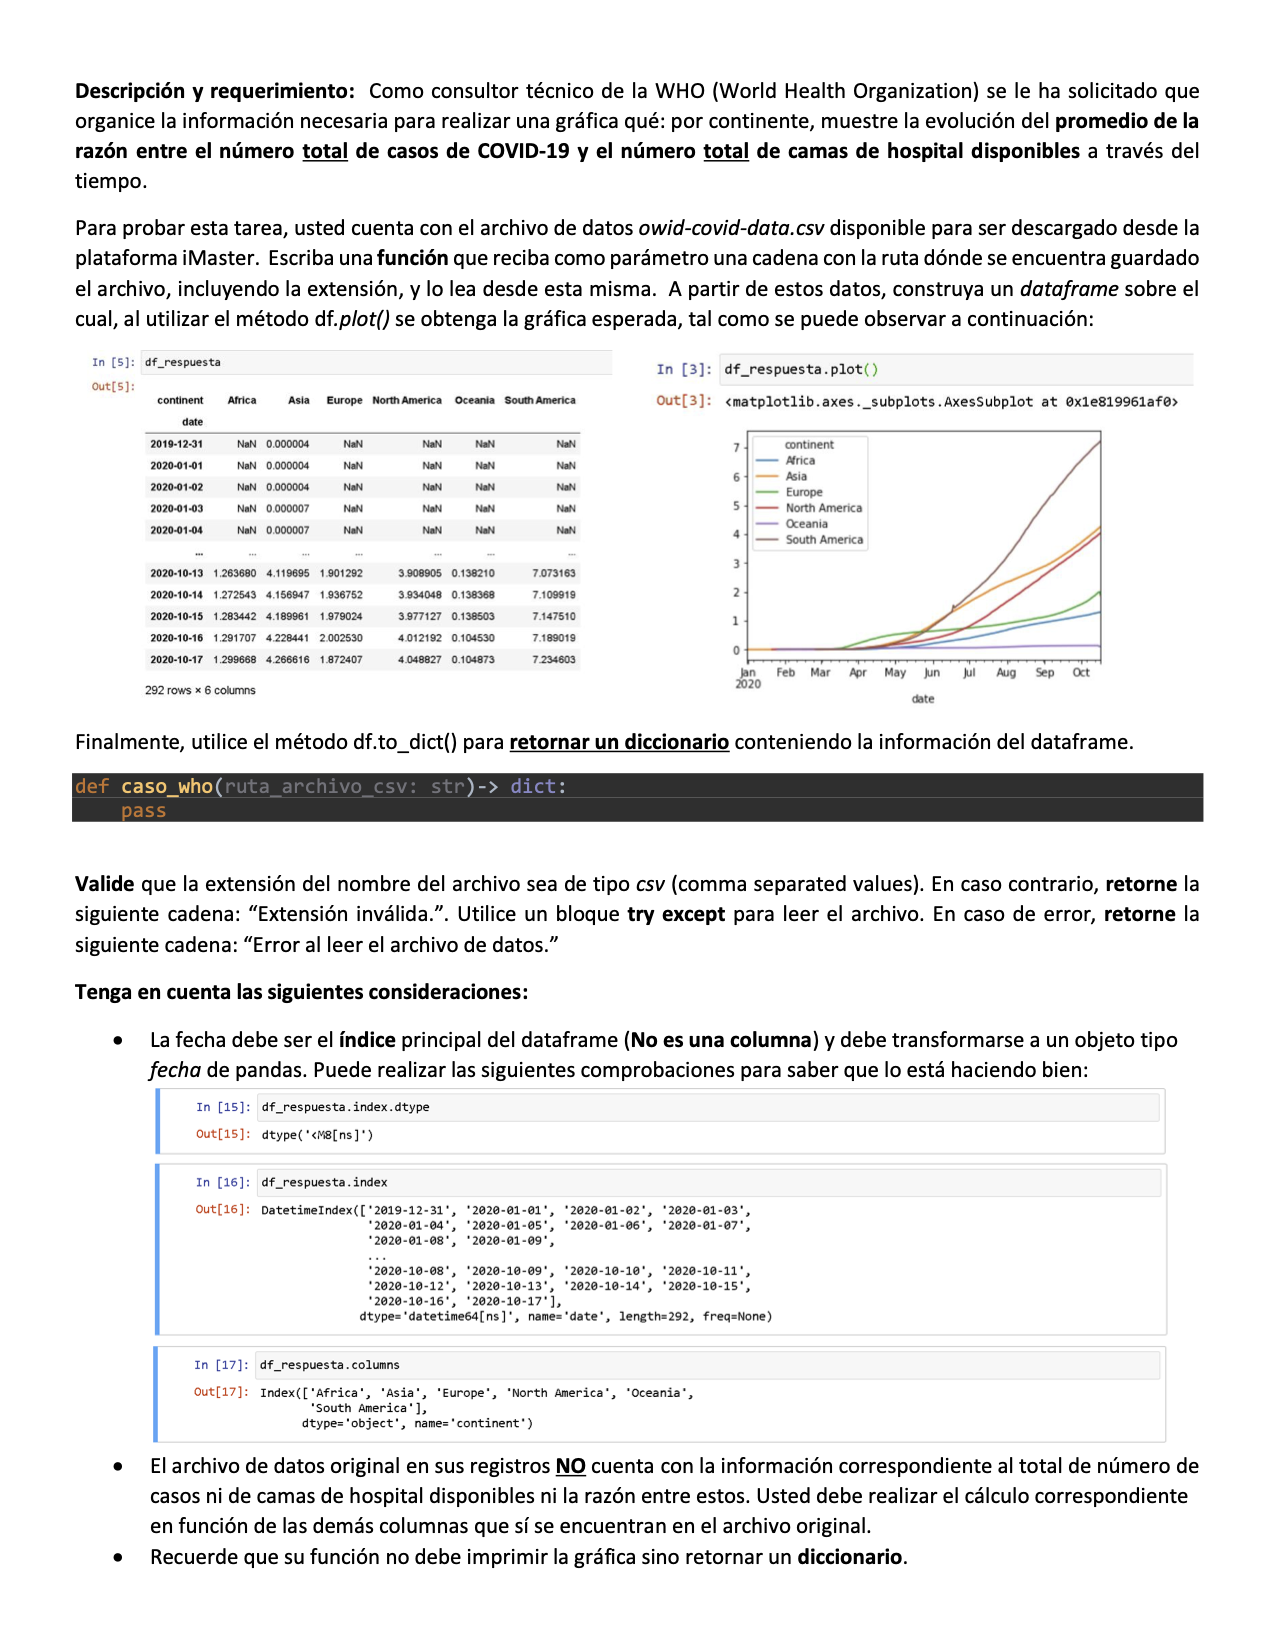 Descripción y requerimiento: Como consultor técnico de la WHO (World Health Organization) se le ha solicitado que
organice la información necesaria para realizar una gráfica qué: por continente, muestre la evolución del promedio de la
razón entre el número total de casos de COVID-19 y el número total de camas de hospital disponibles a través del
tiempo.
Para probar esta tarea, usted cuenta con el archivo de datos owid-covid-data.csv disponible para ser descargado desde la
plataforma iMaster. Escriba una función que reciba como parámetro una cadena con la ruta dónde se encuentra guardado
el archivo, incluyendo la extensión, y lo lea desde esta misma. A partir de estos datos, construya un dataframe sobre el
cual, al utilizar el método df.plot() se obtenga la gráfica esperada, tal como se puede observar a continuación:
In [5]: df_respuesta
Out[5]:
continent Africa Asia Europe North America Oceania South America
date
2019-12-31 NaN 0.000004 NaN NaN NaN NaN
2020-01-01 NaN 0.000004 NaN NaN NaN NaN
2020-01-02 NaN 0.000004 NaN NaN NaN NaN
2020-01-03 NaN 0.000007 NaN NaN NaN NaN
2020-01-04 NaN 0.000007 NaN NaN NaN NaN
... ... ... ... ... ... ...
2020-10-13 1.263680 4.119695 1.901292 3.908905 0.138210 7.073163
2020-10-14 1.272543 4.156947 1.936752 3.934048 0.138368 7.109919
2020-10-15 1.283442 4.189961 1.979024 3.977127 0.138503 7.147510
2020-10-16 1.291707 4.228441 2.002530 4.012192 0.104530 7.189019
2020-10-17 1.299668 4.266616 1.872407 4.048827 0.104873 7.234603
292 rows × 6 columns
In [3]: df_respuesta.plot()
Out[3]: <matplotlib.axes._subplots.AxesSubplot at 0x1e819961af0>
continent
Africa
Asia
Europe
North America
Oceania
South America
7
6
5
4
3
2
1
0
Jan Feb Mar Apr May Jun Jul Aug Sep Oct
2020
date
Finalmente, utilice el método df.to_dict() para retornar un diccionario conteniendo la información del dataframe.
def caso_who(ruta_archivo_csv: str)-> dict:
pass
Valide que la extensión del nombre del archivo sea de tipo csv (comma separated values). En caso contrario, retorne la
siguiente cadena: “Extensión inválida.”. Utilice un bloque try except para leer el archivo. En caso de error, retorne la
siguiente cadena: “Error al leer el archivo de datos.”
Tenga en cuenta las siguientes consideraciones:
• La fecha debe ser el índice principal del dataframe (No es una columna) y debe transformarse a un objeto tipo
fecha de pandas. Puede realizar las siguientes comprobaciones para saber que lo está haciendo bien:
In [15]: df_respuesta.index.dtype
Out[15]: dtype('<M8[ns]')
In [16]: df_respuesta.index
Out[16]: DatetimeIndex(['2019-12-31', '2020-01-01', '2020-01-02', '2020-01-03',
'2020-01-04', '2020-01-05', '2020-01-06', '2020-01-07',
'2020-01-08', '2020-01-09',
...
'2020-10-08', '2020-10-09', '2020-10-10', '2020-10-11',
'2020-10-12', '2020-10-13', '2020-10-14', '2020-10-15',
'2020-10-16', '2020-10-17'],
dtype='datetime64[ns]', name='date', length=292, freq=None)
In [17]: df_respuesta.columns
Out[17]: Index(['Africa', 'Asia', 'Europe', 'North America', 'Oceania',
'South America'],
dtype='object', name='continent')
• El archivo de datos original en sus registros NO cuenta con la información correspondiente al total de número de
casos ni de camas de hospital disponibles ni la razón entre estos. Usted debe realizar el cálculo correspondiente
en función de las demás columnas que sí se encuentran en el archivo original.
• Recuerde que su función no debe imprimir la gráfica sino retornar un diccionario.